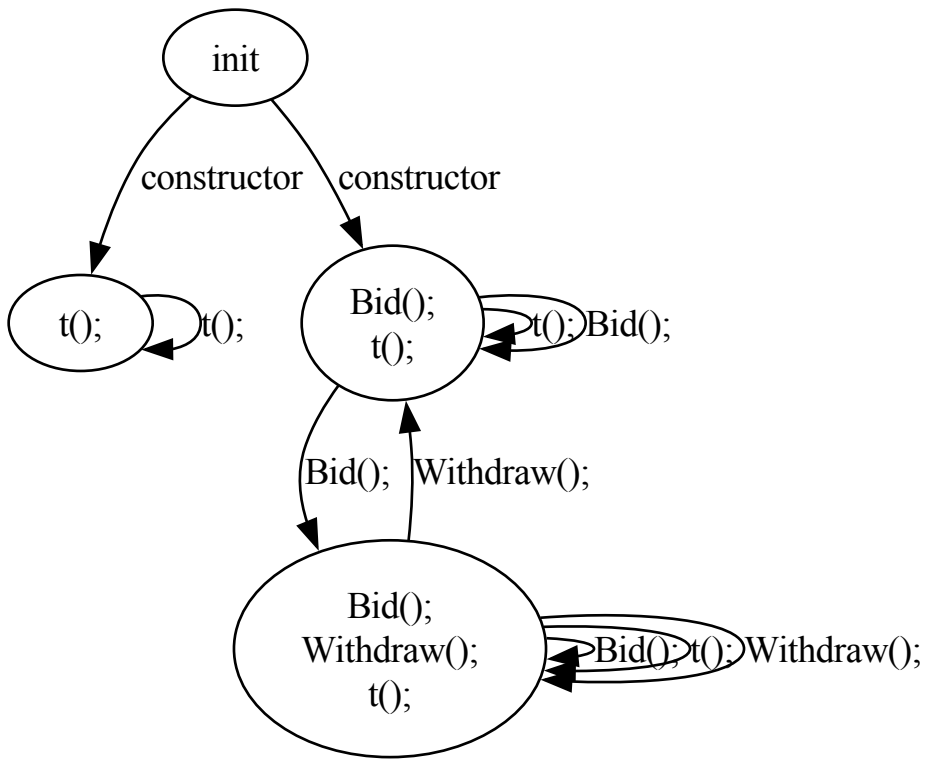 init
constructor
constructor
t();
t();
Bid();
t();
t();
Bid();
Bid();
Withdraw();
Bid();
Withdraw();
t();
Bid();
t();
Withdraw();